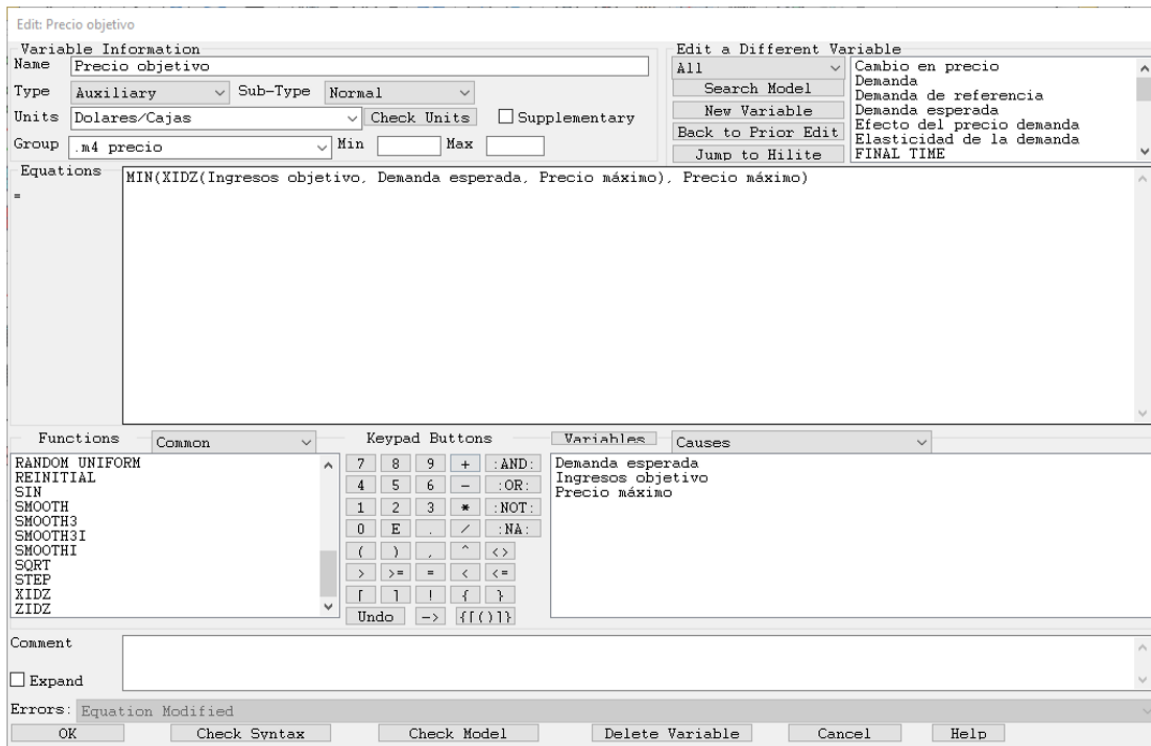 Edit: Precio objetivo
Variable Information
Name Precio objetivo
Type Auxiliary Sub-Type Normal
Units Dolares/Cajas Check Units Supplementary
Group .m4 precio Min Max
Edit a Different Variable
All
Search Model
New Variable
Back to Prior Edit
Jump to Hilite
Cambio en precio
Demanda
Demanda de referencia
Demanda esperada
Efecto del precio demanda
Elasticidad de la demanda
FINAL TIME
Equations
=
MIN(XIDZ(Ingresos objetivo, Demanda esperada, Precio máximo), Precio máximo)
Functions Common
RANDOM UNIFORM
REINITIAL
SIN
SMOOTH
SMOOTH3
SMOOTH3I
SMOOTHI
SQRT
STEP
XIDZ
ZIDZ
Keypad Buttons
7 8 9 + :AND:
4 5 6 - :OR:
1 2 3 * :NOT:
0 E . / :NA:
( ) , ^ <>
> >= = < <=
[ ] ! { }
Undo -> {[()]}
Variables Causes
Demanda esperada
Ingresos objetivo
Precio máximo
Comment
Expand
Errors: Equation Modified
OK Check Syntax Check Model Delete Variable Cancel Help